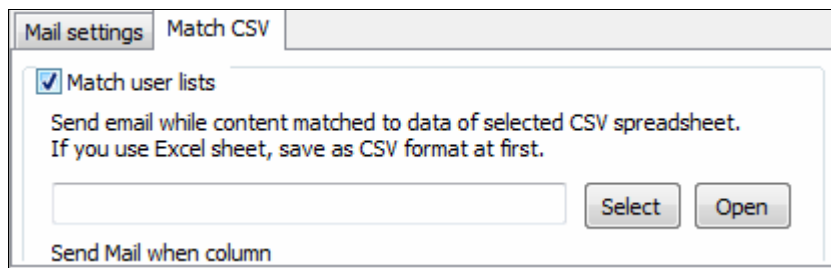 Mail settings Match CSV
Match user lists
Send email while content matched to data of selected CSV spreadsheet.
If you use Excel sheet, save as CSV format at first.
Select Open
Send Mail when column